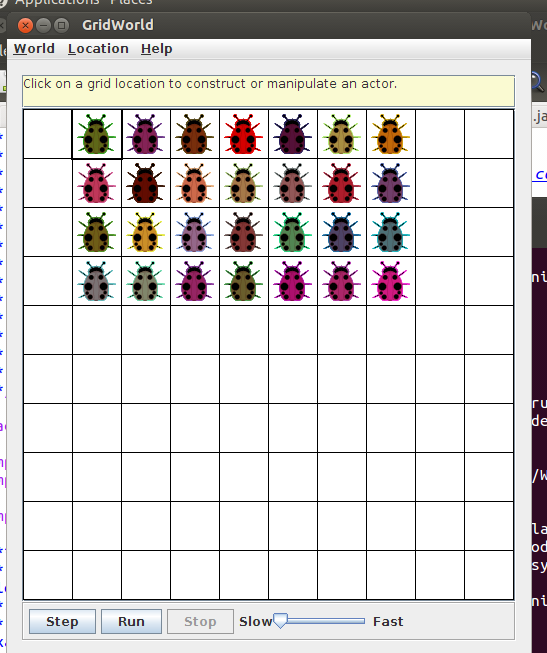 Applications Places
GridWorld
World Location Help
Click on a grid location to construct or manipulate an actor.
.ja
Step Run Stop Slow Fast